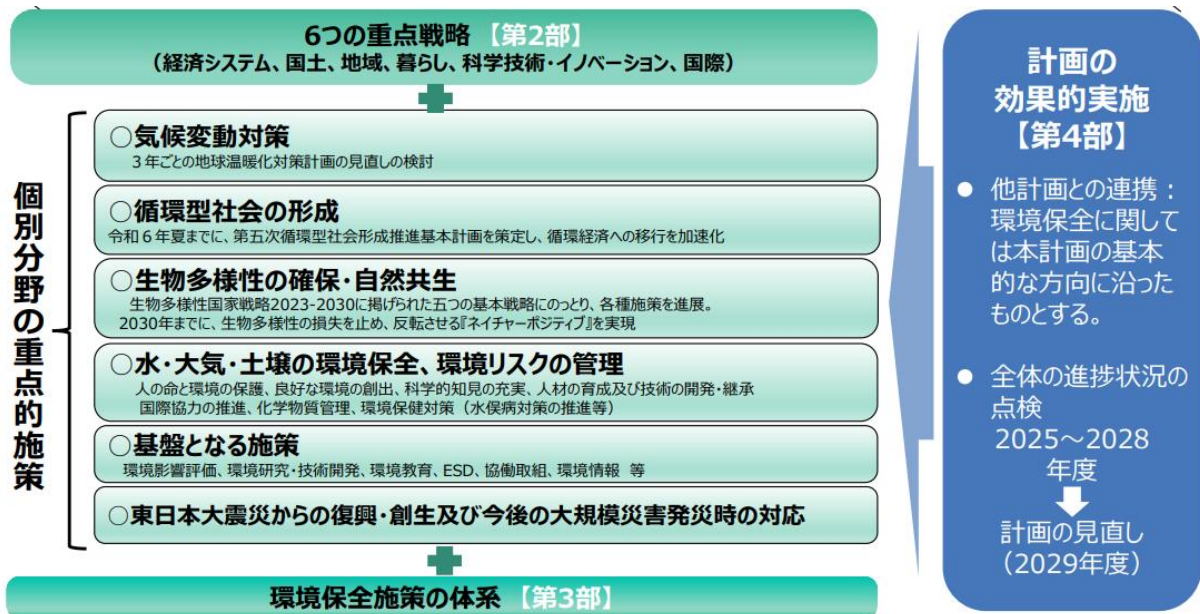 6つの重点戦略 【第2部】
（経済システム、国土、地域、暮らし、科学技術・イノベーション、国際）
個別分野の重点的施策
○気候変動対策
３年ごとの地球温暖化対策計画の見直しの検討
○循環型社会の形成
令和６年夏までに、第五次循環型社会形成推進基本計画を策定し、循環経済への移行を加速化
○生物多様性の確保・自然共生
生物多様性国家戦略2023-2030に掲げられた五つの基本戦略にのっとり、各種施策を進展。
2030年までに、生物多様性の損失を止め、反転させる『ネイチャーポジティブ』を実現
○水・大気・土壌の環境保全、環境リスクの管理
人の命と環境の保護、良好な環境の創出、科学的知見の充実、人材の育成及び技術の開発・継承
国際協力の推進、化学物質管理、環境保健対策（水俣病対策の推進等）
○基盤となる施策
環境影響評価、環境研究・技術開発、環境教育、ESD、協働取組、環境情報 等
○東日本大震災からの復興・創生及び今後の大規模災害発災時の対応
環境保全施策の体系 【第3部】
計画の
効果的実施
【第4部】
● 他計画との連携：
環境保全に関して
は本計画の基本
的な方向に沿った
ものとする。
● 全体の進捗状況の
点検
2025～2028
年度
計画の見直し
（2029年度）